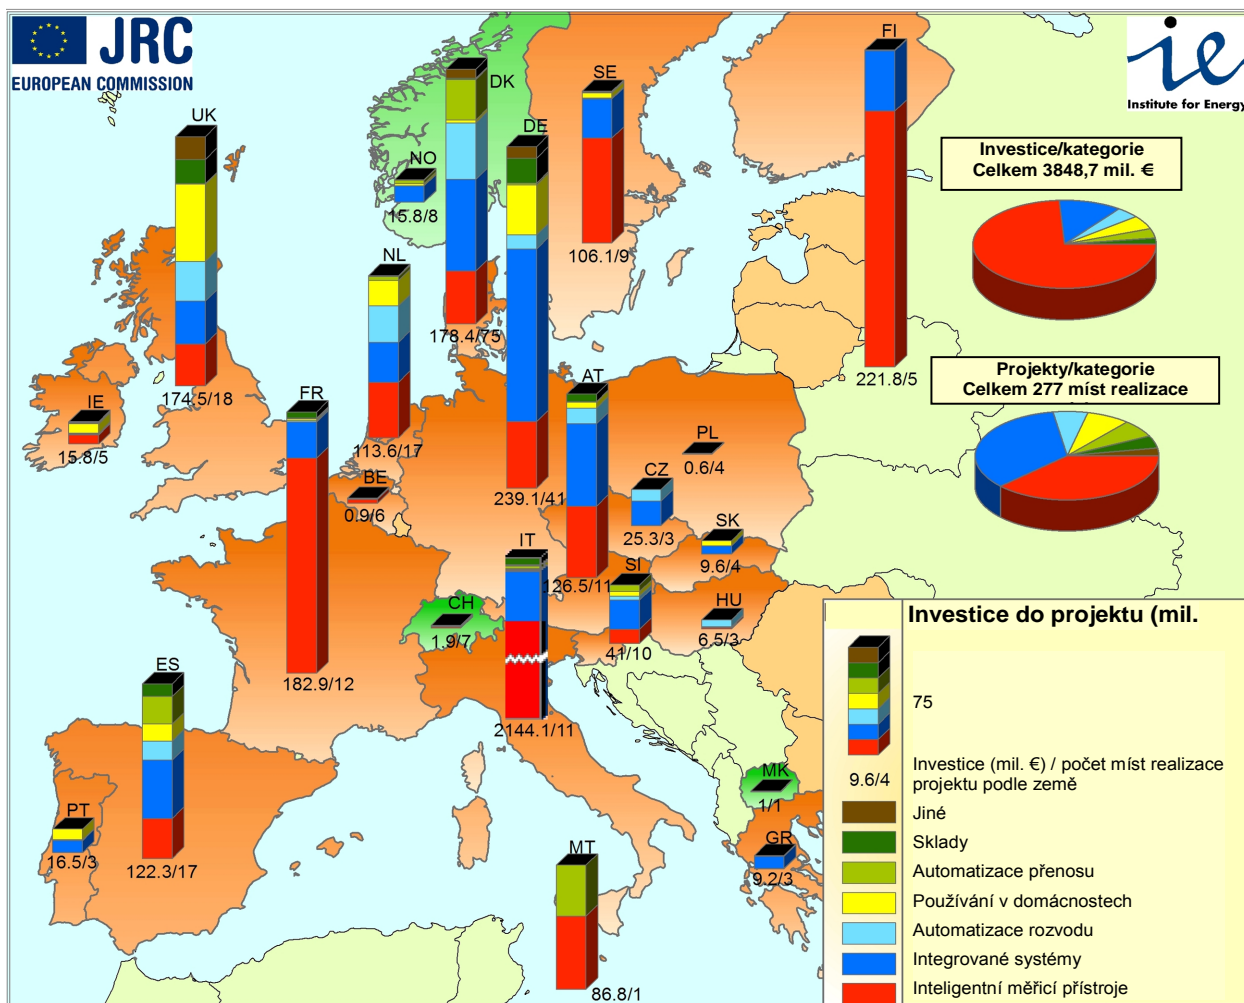 JRC
EUROPEAN COMMISSION
ie
Institute for Energy
FI
SE
DK
UK
DE
NO
15.8/8
Investice/kategorie
Celkem 3848,7 mil. €
106.1/9
NL
178.4/75
221.8/5
Projekty/kategorie
Celkem 277 míst realizace
AT
174.5/18
FR
IE
15.8/5
113.6/17
PL
0.6/4
BE
0.9/6
239.1/41
CZ
25.3/3
SK
9.6/4
IT
126.5/11
SI
41/10
HU
6.5/3
CH
1.9/7
ES
182.9/12
2144.1/11
MK
1/1
PT
16.5/3
122.3/17
MT
86.8/1
GR
9.2/3
Investice do projektu (mil.
75
9.6/4
Investice (mil. €) / počet míst realizace
projektu podle země
Jiné
Sklady
Automatizace přenosu
Používání v domácnostech
Automatizace rozvodu
Integrované systémy
Inteligentní měřicí přístroje